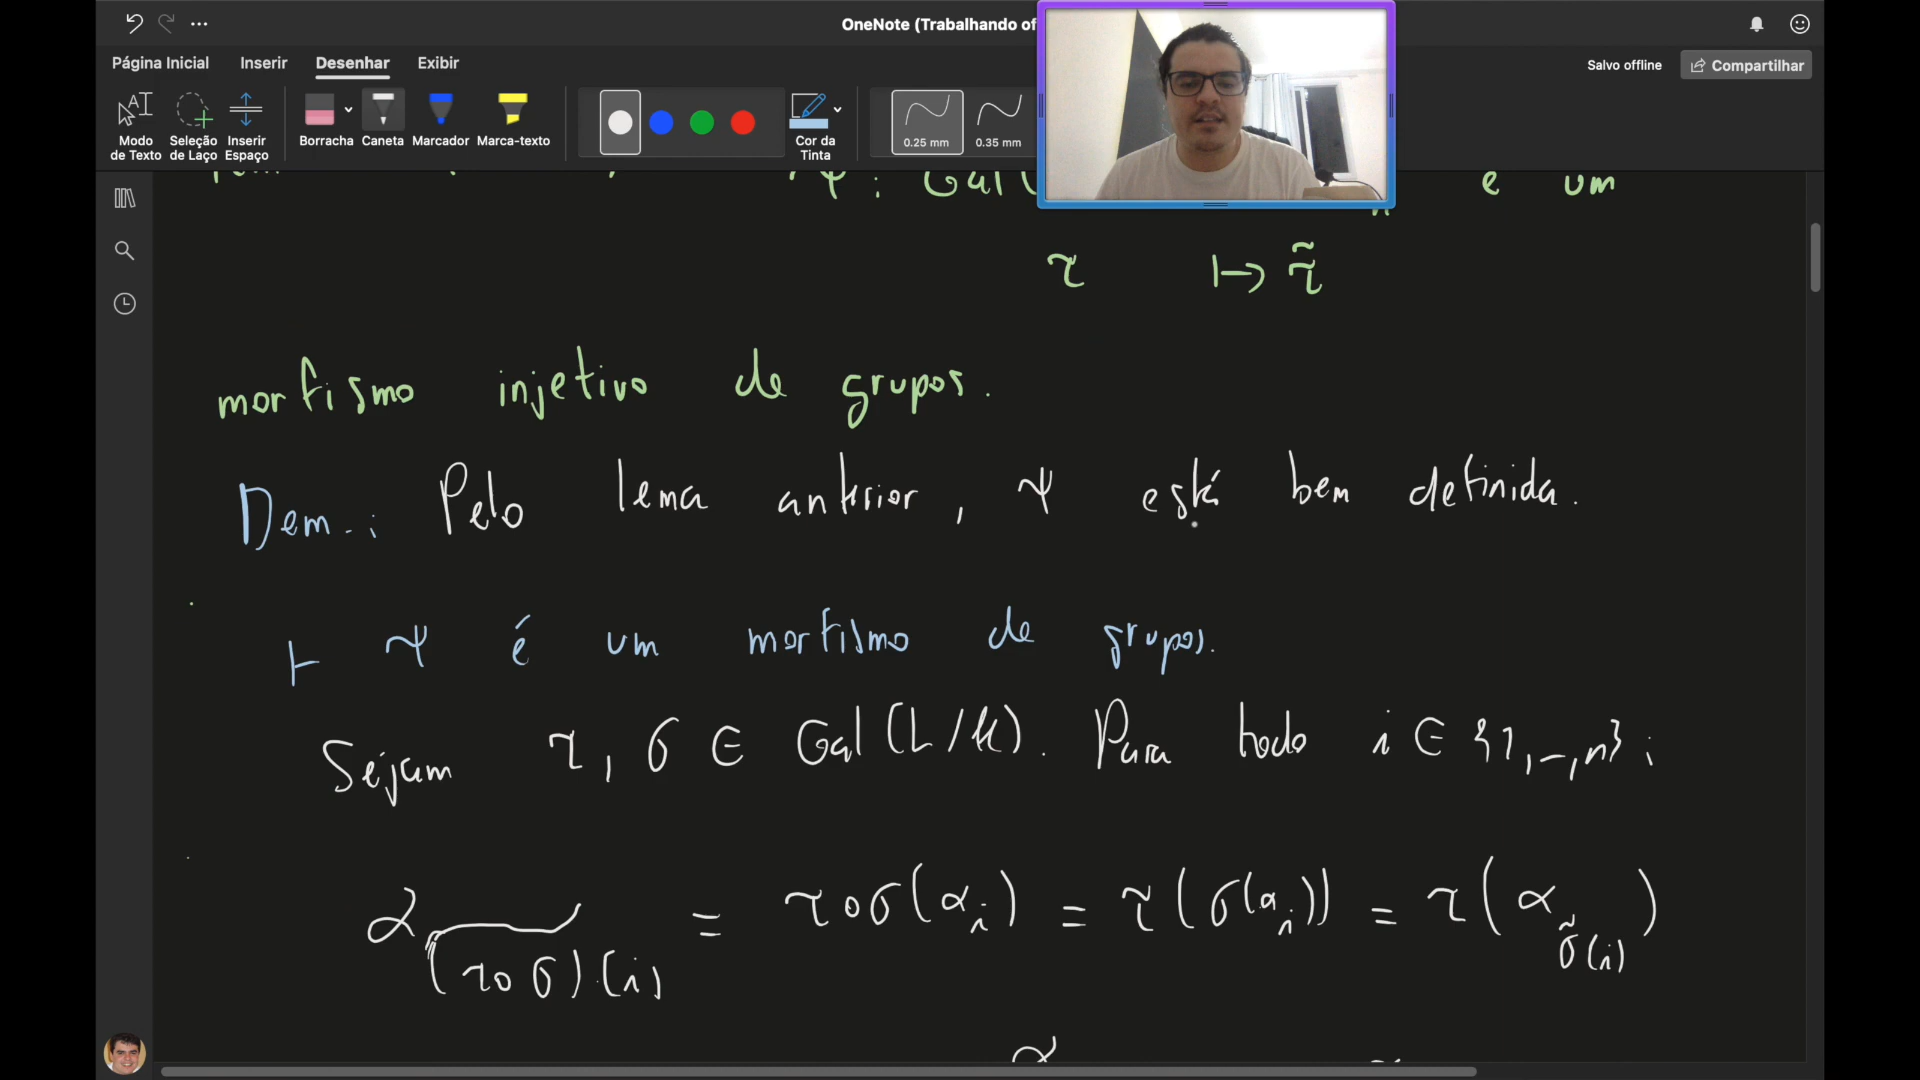 OneNote (Trabalhando of
Página Inicial Inserir Desenhar Exibir
Salvo offline Compartilhar
Modo de Texto
Seleção de Laço
Inserir Espaço
Borracha Caneta Marcador Marca-texto
Cor da Tinta
0.25 mm 0.35 mm
ψ : Gal( é um
τ ↦ τ̃
morfismo injetivo de grupos.
Dem.: Pelo lema anterior, ψ está bem definida.
⊢ ψ é um morfismo de grupos.
Sejam τ, σ ∈ Gal(L/K). Para todo i ∈ {1,-,n}:
α_{\widetilde{(τ∘σ)}(i)} = τ∘σ(α_i) = τ(σ(α_i)) = τ(α_{σ̃(i)})